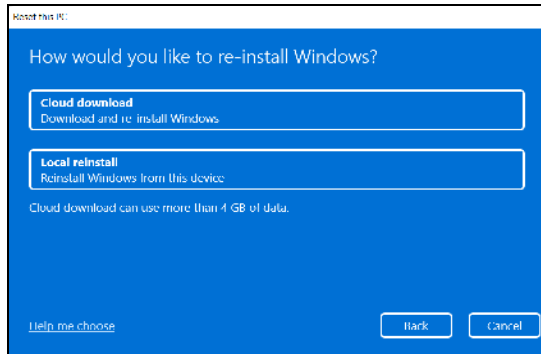 Reset this PC
How would you like to re-install Windows?
Cloud download
Download and re-install Windows
Local reinstall
Reinstall Windows from this device
Cloud download can use more than 4 GB of data.
Help me choose
Back
Cancel